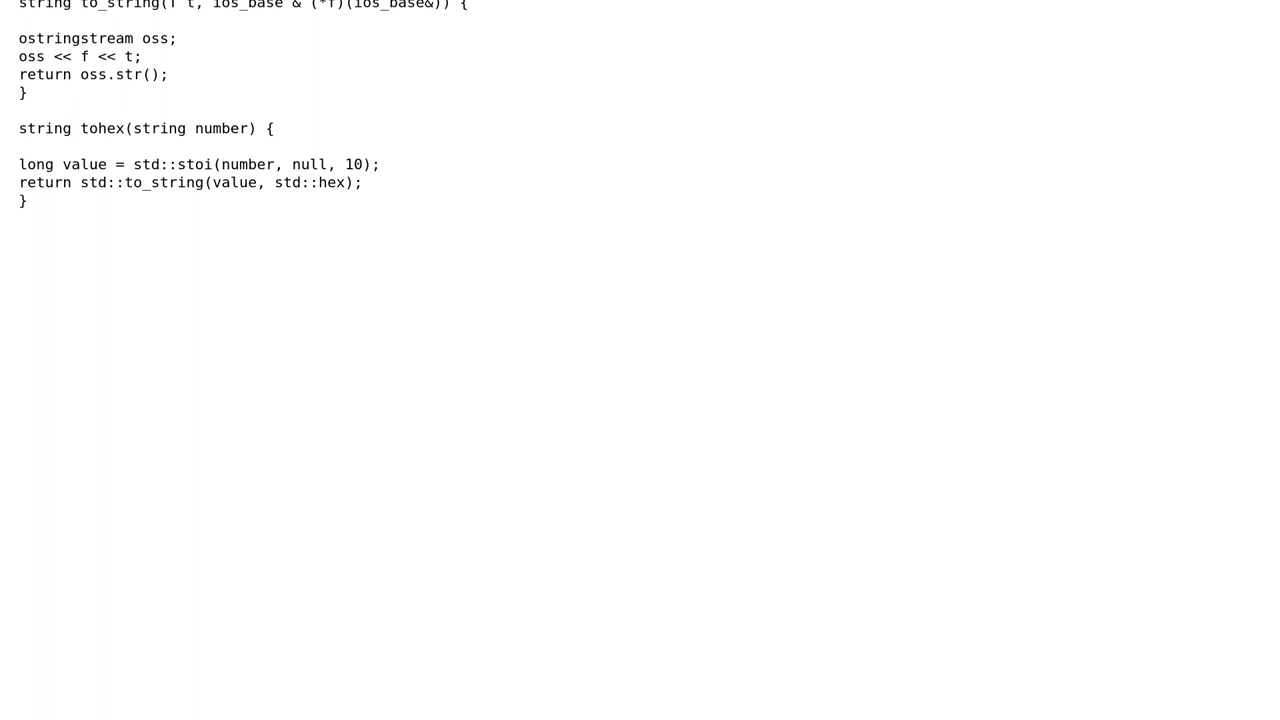 string to_string(T t, ios_base & (*f)(ios_base&)) {
ostringstream oss;
oss << f << t;
return oss.str();
}
string tohex(string number) {
long value = std::stoi(number, null, 10);
return std::to_string(value, std::hex);
}